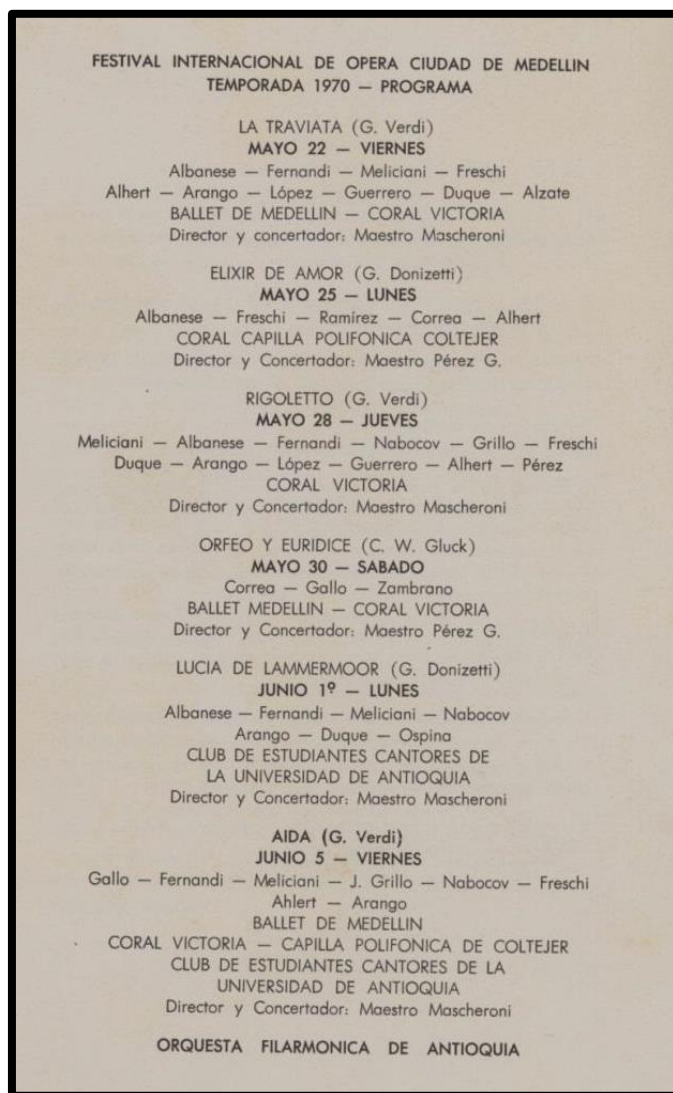 FESTIVAL INTERNACIONAL DE OPERA CIUDAD DE MEDELLIN
TEMPORADA 1970 — PROGRAMA
LA TRAVIATA (G. Verdi)
MAYO 22 — VIERNES
Albanese — Fernandi — Meliciani — Freschi
Alhert — Arango — López — Guerrero — Duque — Alzate
BALLET DE MEDELLIN — CORAL VICTORIA
Director y concertador: Maestro Mascheroni
ELIXIR DE AMOR (G. Donizetti)
MAYO 25 — LUNES
Albanese — Freschi — Ramírez — Correa — Alhert
CORAL CAPILLA POLIFONICA COLTEJER
Director y Concertador: Maestro Pérez G.
RIGOLETTO (G. Verdi)
MAYO 28 — JUEVES
Meliciani — Albanese — Fernandi — Nabocov — Grillo — Freschi
Duque — Arango — López — Guerrero — Alhert — Pérez
CORAL VICTORIA
Director y Concertador: Maestro Mascheroni
ORFEO Y EURIDICE (C. W. Gluck)
MAYO 30 — SABADO
Correa — Gallo — Zambrano
BALLET MEDELLIN — CORAL VICTORIA
Director y Concertador: Maestro Pérez G.
LUCIA DE LAMMERMOOR (G. Donizetti)
JUNIO 1º — LUNES
Albanese — Fernandi — Meliciani — Nabocov
Arango — Duque — Ospina
CLUB DE ESTUDIANTES CANTORES DE
LA UNIVERSIDAD DE ANTIOQUIA
Director y Concertador: Maestro Mascheroni
AIDA (G. Verdi)
JUNIO 5 — VIERNES
Gallo — Fernandi — Meliciani — J. Grillo — Nabocov — Freschi
Ahlert — Arango
BALLET DE MEDELLIN
CORAL VICTORIA — CAPILLA POLIFONICA DE COLTEJER
CLUB DE ESTUDIANTES CANTORES DE LA
UNIVERSIDAD DE ANTIOQUIA
Director y Concertador: Maestro Mascheroni
ORQUESTA FILARMONICA DE ANTIOQUIA